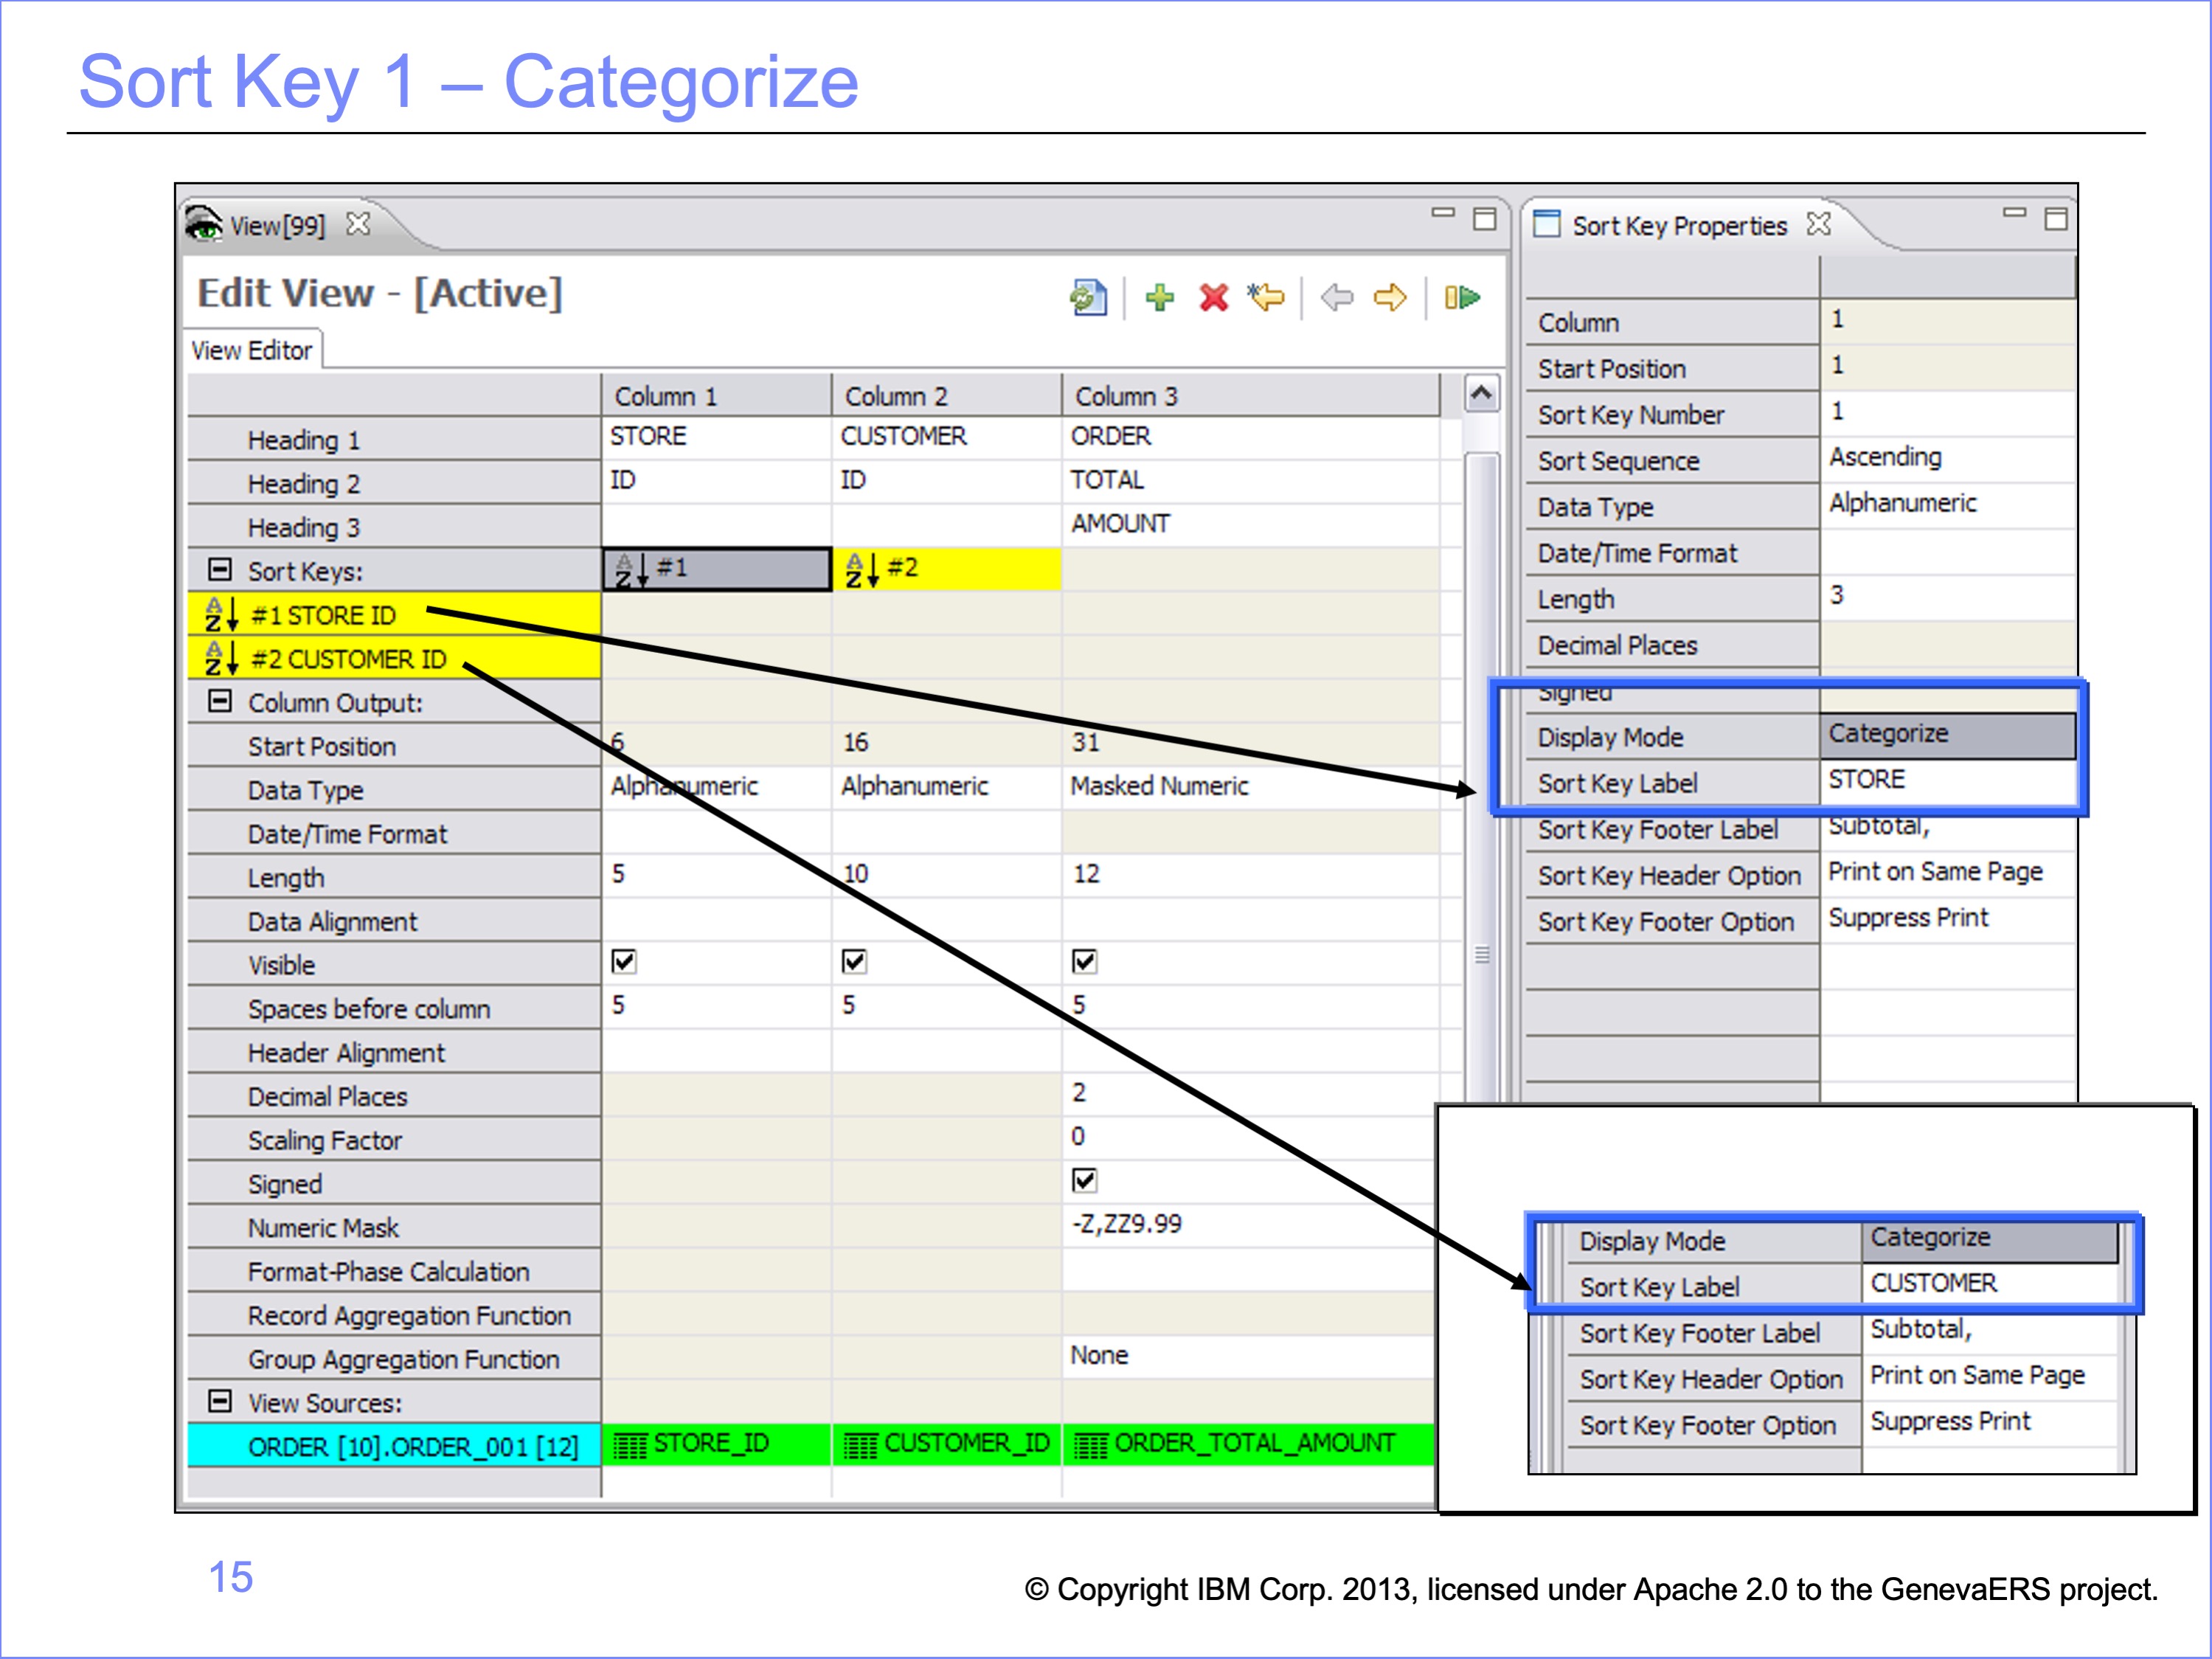 Sort Key 1 – Categorize
View[99]
Edit View - [Active]
View Editor
Column 1 Column 2 Column 3
Heading 1 STORE CUSTOMER ORDER
Heading 2 ID ID TOTAL
Heading 3 AMOUNT
Sort Keys: #1 #2
#1 STORE ID
#2 CUSTOMER ID
Column Output:
Start Position 6 16 31
Data Type Alphanumeric Alphanumeric Masked Numeric
Date/Time Format
Length 5 10 12
Data Alignment
Visible
Spaces before column 5 5 5
Header Alignment
Decimal Places 2
Scaling Factor 0
Signed
Numeric Mask -Z,ZZ9.99
Format-Phase Calculation
Record Aggregation Function
Group Aggregation Function None
View Sources:
ORDER [10].ORDER_001 [12] STORE_ID CUSTOMER_ID ORDER_TOTAL_AMOUNT
Sort Key Properties
Column 1
Start Position 1
Sort Key Number 1
Sort Sequence Ascending
Data Type Alphanumeric
Date/Time Format
Length 3
Decimal Places
Signed
Display Mode Categorize
Sort Key Label STORE
Sort Key Footer Label Subtotal,
Sort Key Header Option Print on Same Page
Sort Key Footer Option Suppress Print
Display Mode Categorize
Sort Key Label CUSTOMER
Sort Key Footer Label Subtotal,
Sort Key Header Option Print on Same Page
Sort Key Footer Option Suppress Print
15
© Copyright IBM Corp. 2013, licensed under Apache 2.0 to the GenevaERS project.